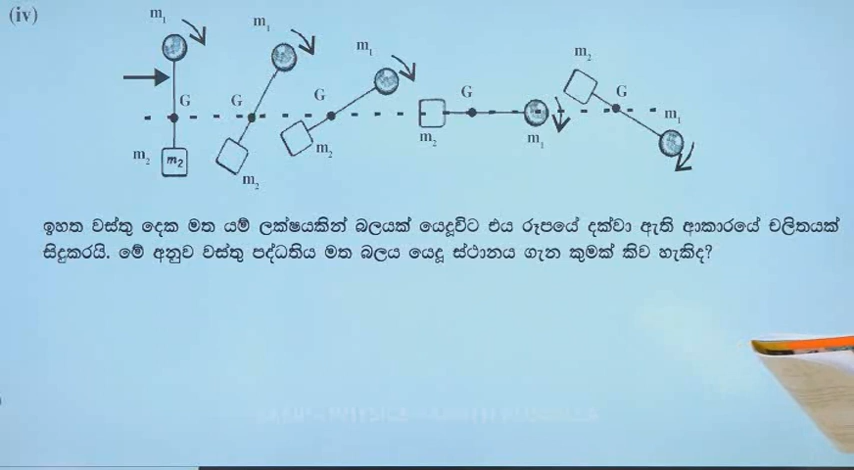 (iv)
m₁ m₁ m₁ m₂
G G G G G m₁
m₂ m₂ m₂ m₂ m₂ m₁
ඉහත වස්තු දෙක මත යම් ලක්ෂයකින් බලයක් යෙදූවිට එය රූපයේ දක්වා ඇති ආකාරයේ චලිතයක්
සිදුකරයි. මේ අනුව වස්තු පද්ධතිය මත බලය යෙදූ ස්ථානය ගැන කුමක් කිව හැකිද?